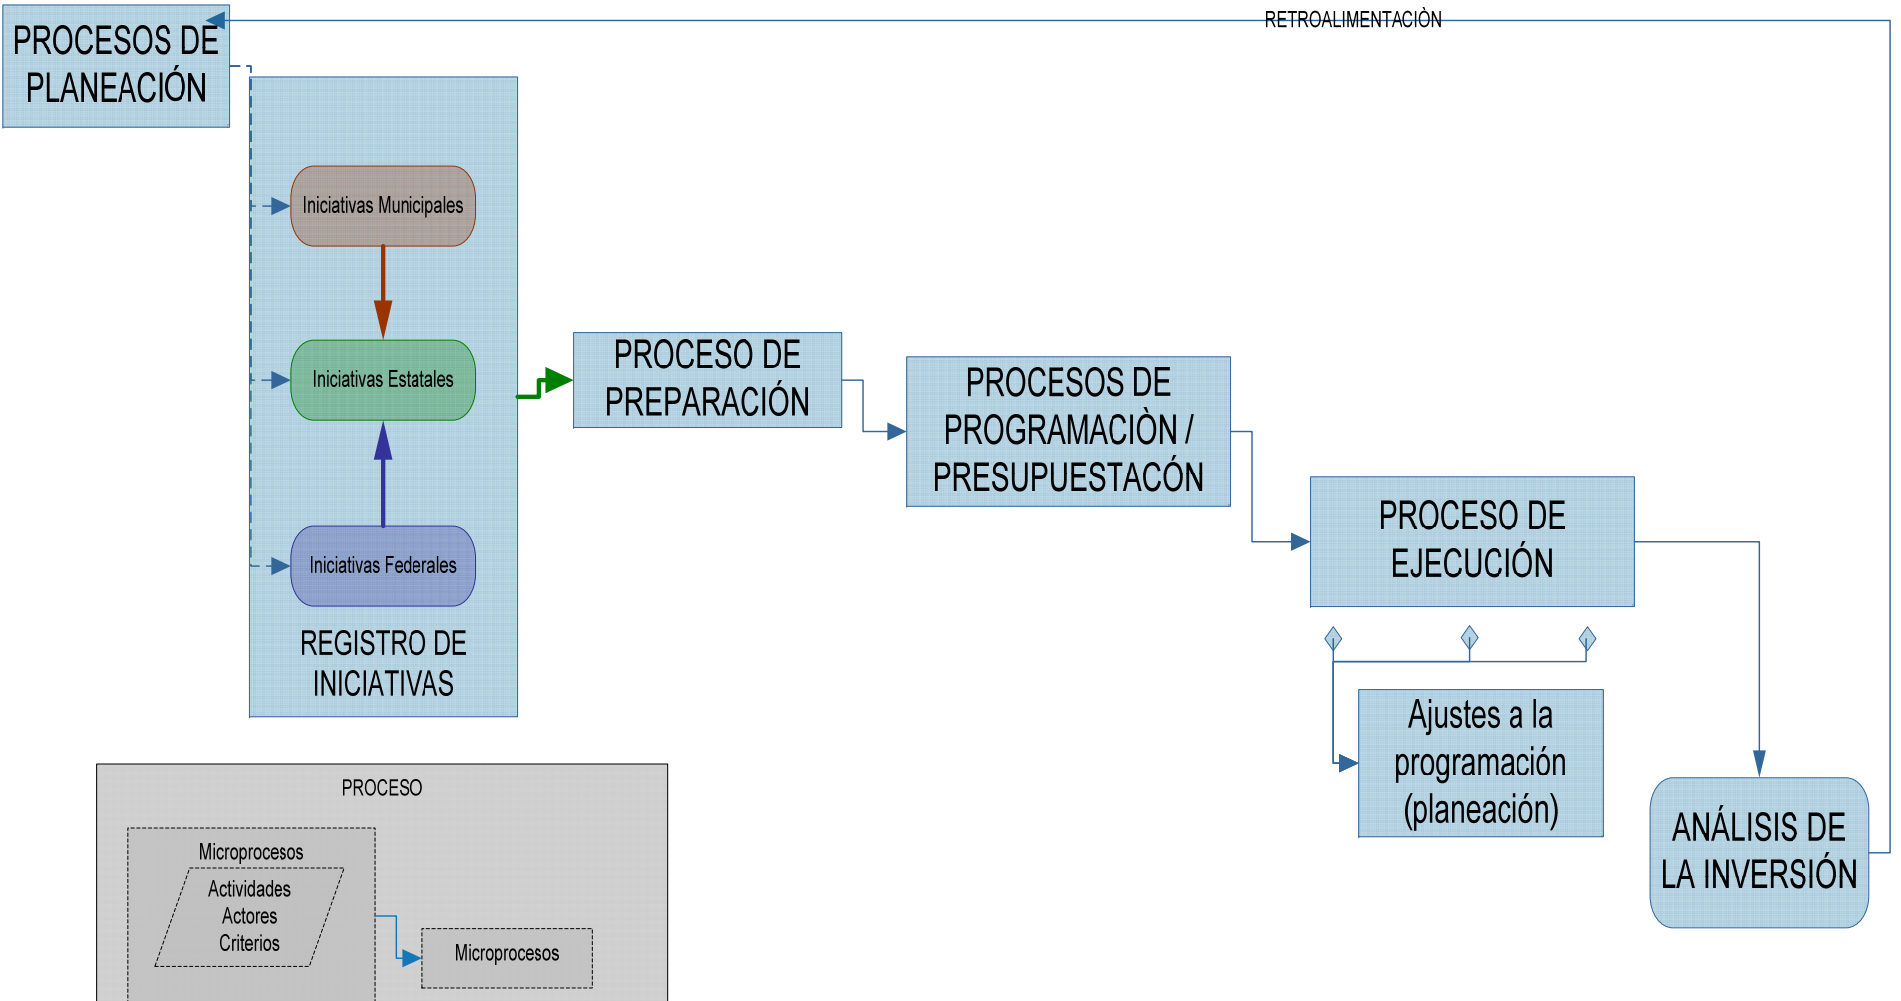 RETROALIMENTACIÒN
PROCESOS DE
PLANEACIÓN
Iniciativas Municipales
Iniciativas Estatales
Iniciativas Federales
REGISTRO DE
INICIATIVAS
PROCESO DE
PREPARACIÓN
PROCESOS DE
PROGRAMACIÒN /
PRESUPUESTACÓN
PROCESO DE
EJECUCIÓN
Ajustes a la
programación
(planeación)
ANÁLISIS DE
LA INVERSIÓN
PROCESO
Microprocesos
Actividades
Actores
Criterios
Microprocesos